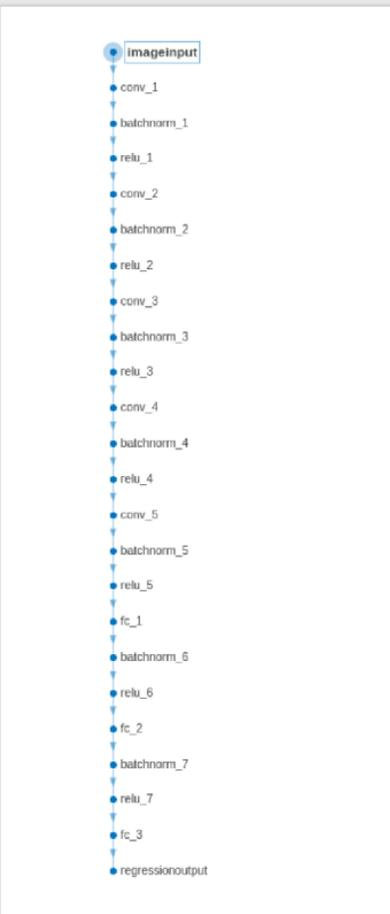 imageinput
conv_1
batchnorm_1
relu_1
conv_2
batchnorm_2
relu_2
conv_3
batchnorm_3
relu_3
conv_4
batchnorm_4
relu_4
conv_5
batchnorm_5
relu_5
fc_1
batchnorm_6
relu_6
fc_2
batchnorm_7
relu_7
fc_3
regressionoutput